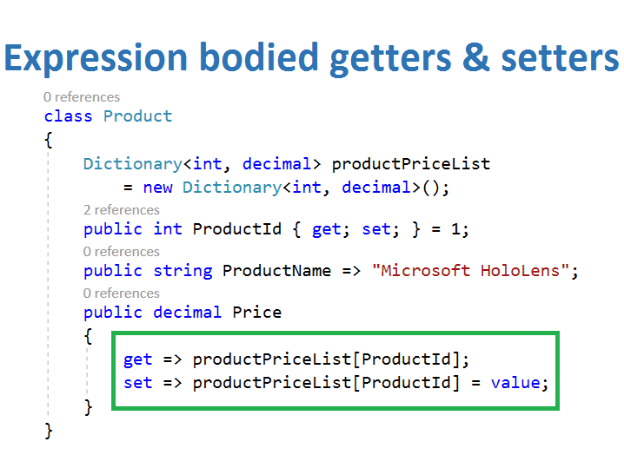 Expression bodied getters & setters
0 references
class Product
{
Dictionary<int, decimal> productPriceList
= new Dictionary<int, decimal>();
2 references
public int ProductId { get; set; } = 1;
0 references
public string ProductName => "Microsoft HoloLens";
0 references
public decimal Price
{
get => productPriceList[ProductId];
set => productPriceList[ProductId] = value;
}
}